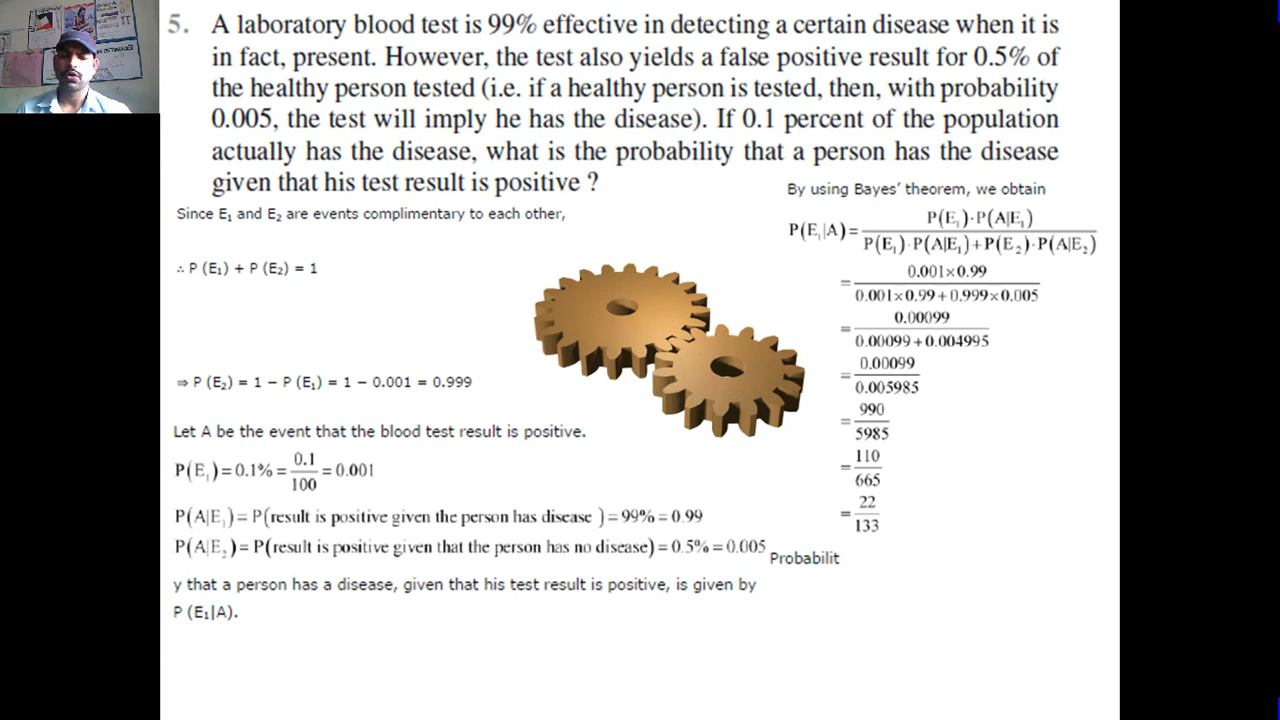 5. A laboratory blood test is 99% effective in detecting a certain disease when it is
in fact, present. However, the test also yields a false positive result for 0.5% of
the healthy person tested (i.e. if a healthy person is tested, then, with probability
0.005, the test will imply he has the disease). If 0.1 percent of the population
actually has the disease, what is the probability that a person has the disease
given that his test result is positive ?
Since E₁ and E₂ are events complimentary to each other,
∴ P (E₁) + P (E₂) = 1
⇒ P (E₂) = 1 − P (E₁) = 1 − 0.001 = 0.999
Let A be the event that the blood test result is positive.
P(E₁) = 0.1% = 0.1/100 = 0.001
P(A|E₁) = P(result is positive given the person has disease ) = 99% = 0.99
P(A|E₂) = P(result is positive given that the person has no disease) = 0.5% = 0.005
Probabilit
y that a person has a disease, given that his test result is positive, is given by
P (E₁|A).
By using Bayes’ theorem, we obtain
P(E₁|A) = P(E₁)·P(A|E₁) / P(E₁)·P(A|E₁)+P(E₂)·P(A|E₂)
= 0.001×0.99 / 0.001×0.99+0.999×0.005
= 0.00099 / 0.00099+0.004995
= 0.00099 / 0.005985
= 990 / 5985
= 110 / 665
= 22 / 133